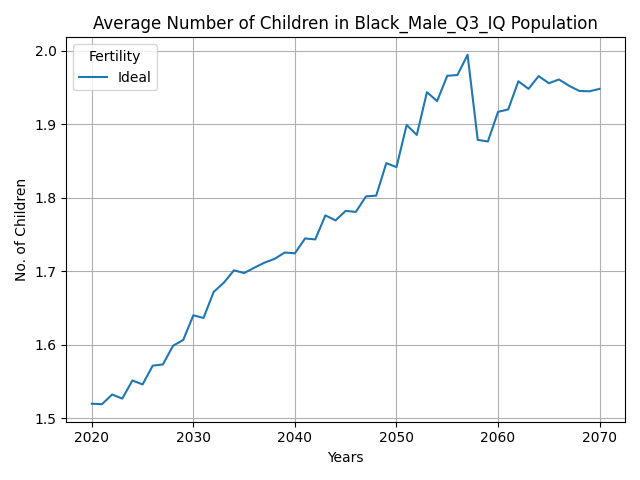 Average Number of Children in Black_Male_Q3_IQ Population
Fertility
Ideal
2.0
1.9
1.8
1.7
1.6
1.5
No. of Children
2020
2030
2040
2050
2060
2070
Years